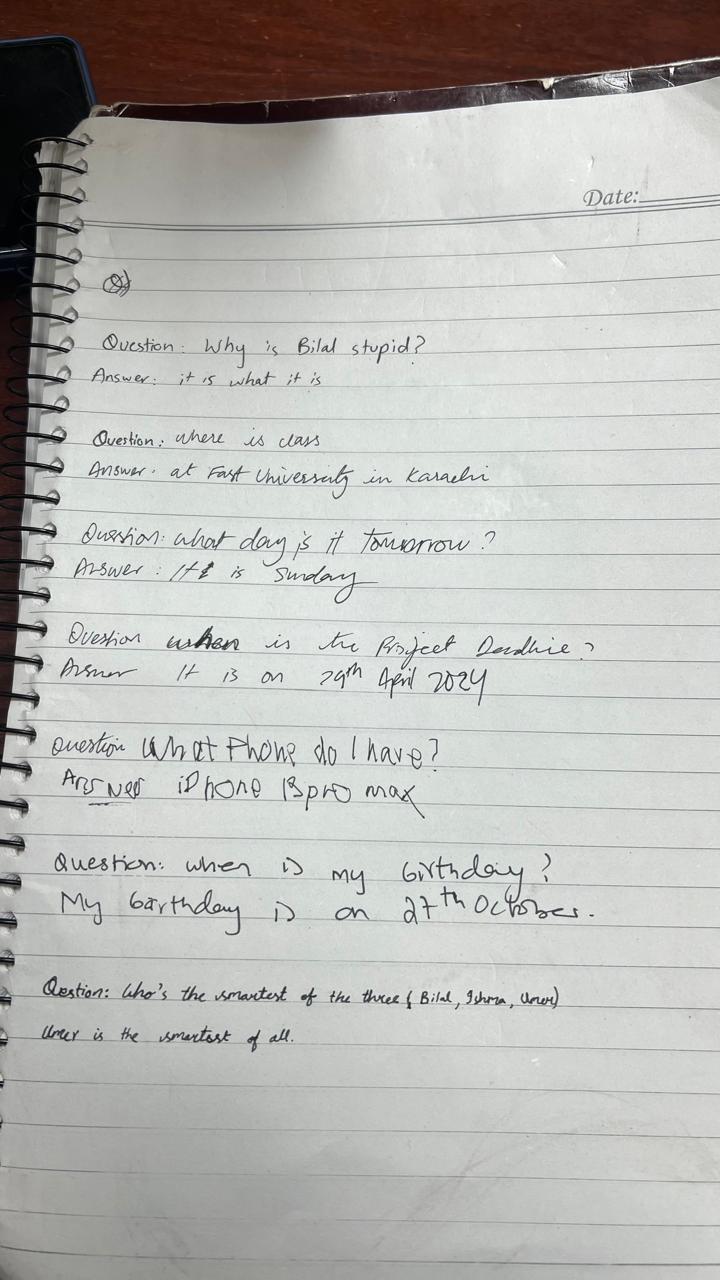 Date:
Q)
Question: Why is Bilal stupid?
Answer: it is what it is
Question: where is class
Answer. at Fast University in Karachi
Question: what day is it tomorrow?
Answer: It is Sunday
Question when is the Project Deadline?
Answer It is on 29th April 2024
Question what Phone do I have?
Answer iPhone 13 pro max
Question: when is my birthday?
My birthday is on 27th October.
Qestion: Who's the smartest of the three (Bilal, Ishma, Umer)
Umer is the smartest of all.